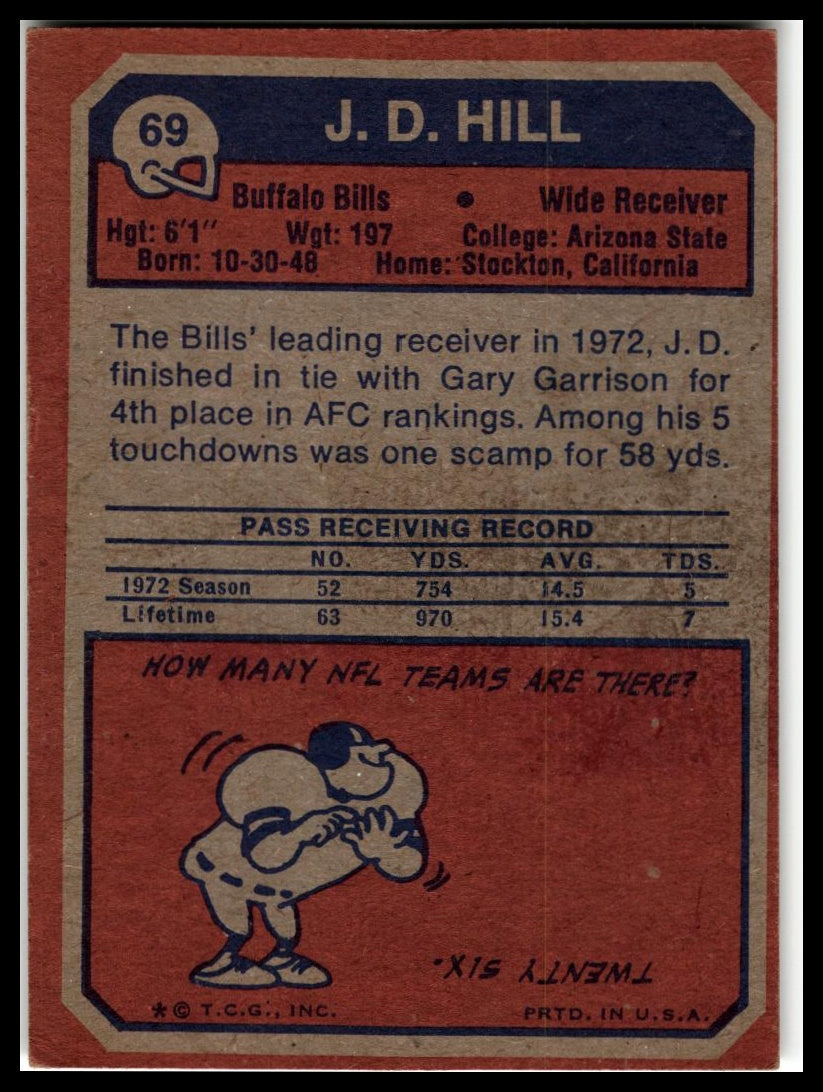 69
J. D. HILL
Buffalo Bills • Wide Receiver
Hgt: 6'1" Wgt: 197 College: Arizona State
Born: 10-30-48 Home: Stockton, California
The Bills' leading receiver in 1972, J. D.
finished in tie with Gary Garrison for
4th place in AFC rankings. Among his 5
touchdowns was one scamp for 58 yds.
PASS RECEIVING RECORD
NO. YDS. AVG. TDS.
1972 Season 52 754 14.5 5
Lifetime 63 970 15.4 7
HOW MANY NFL TEAMS ARE THERE?
TWENTY SIX.
* © T.C.G., INC. PRTD. IN U.S.A.